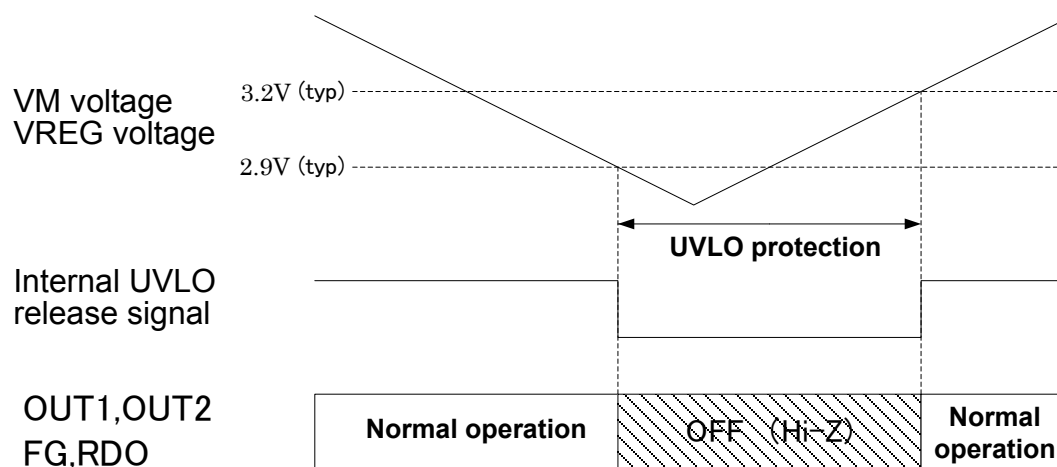 VM voltage
VREG voltage
3.2V (typ)
2.9V (typ)
UVLO protection
Internal UVLO
release signal
OUT1,OUT2
FG,RDO
Normal operation
OFF (Hi-Z)
Normal
operation